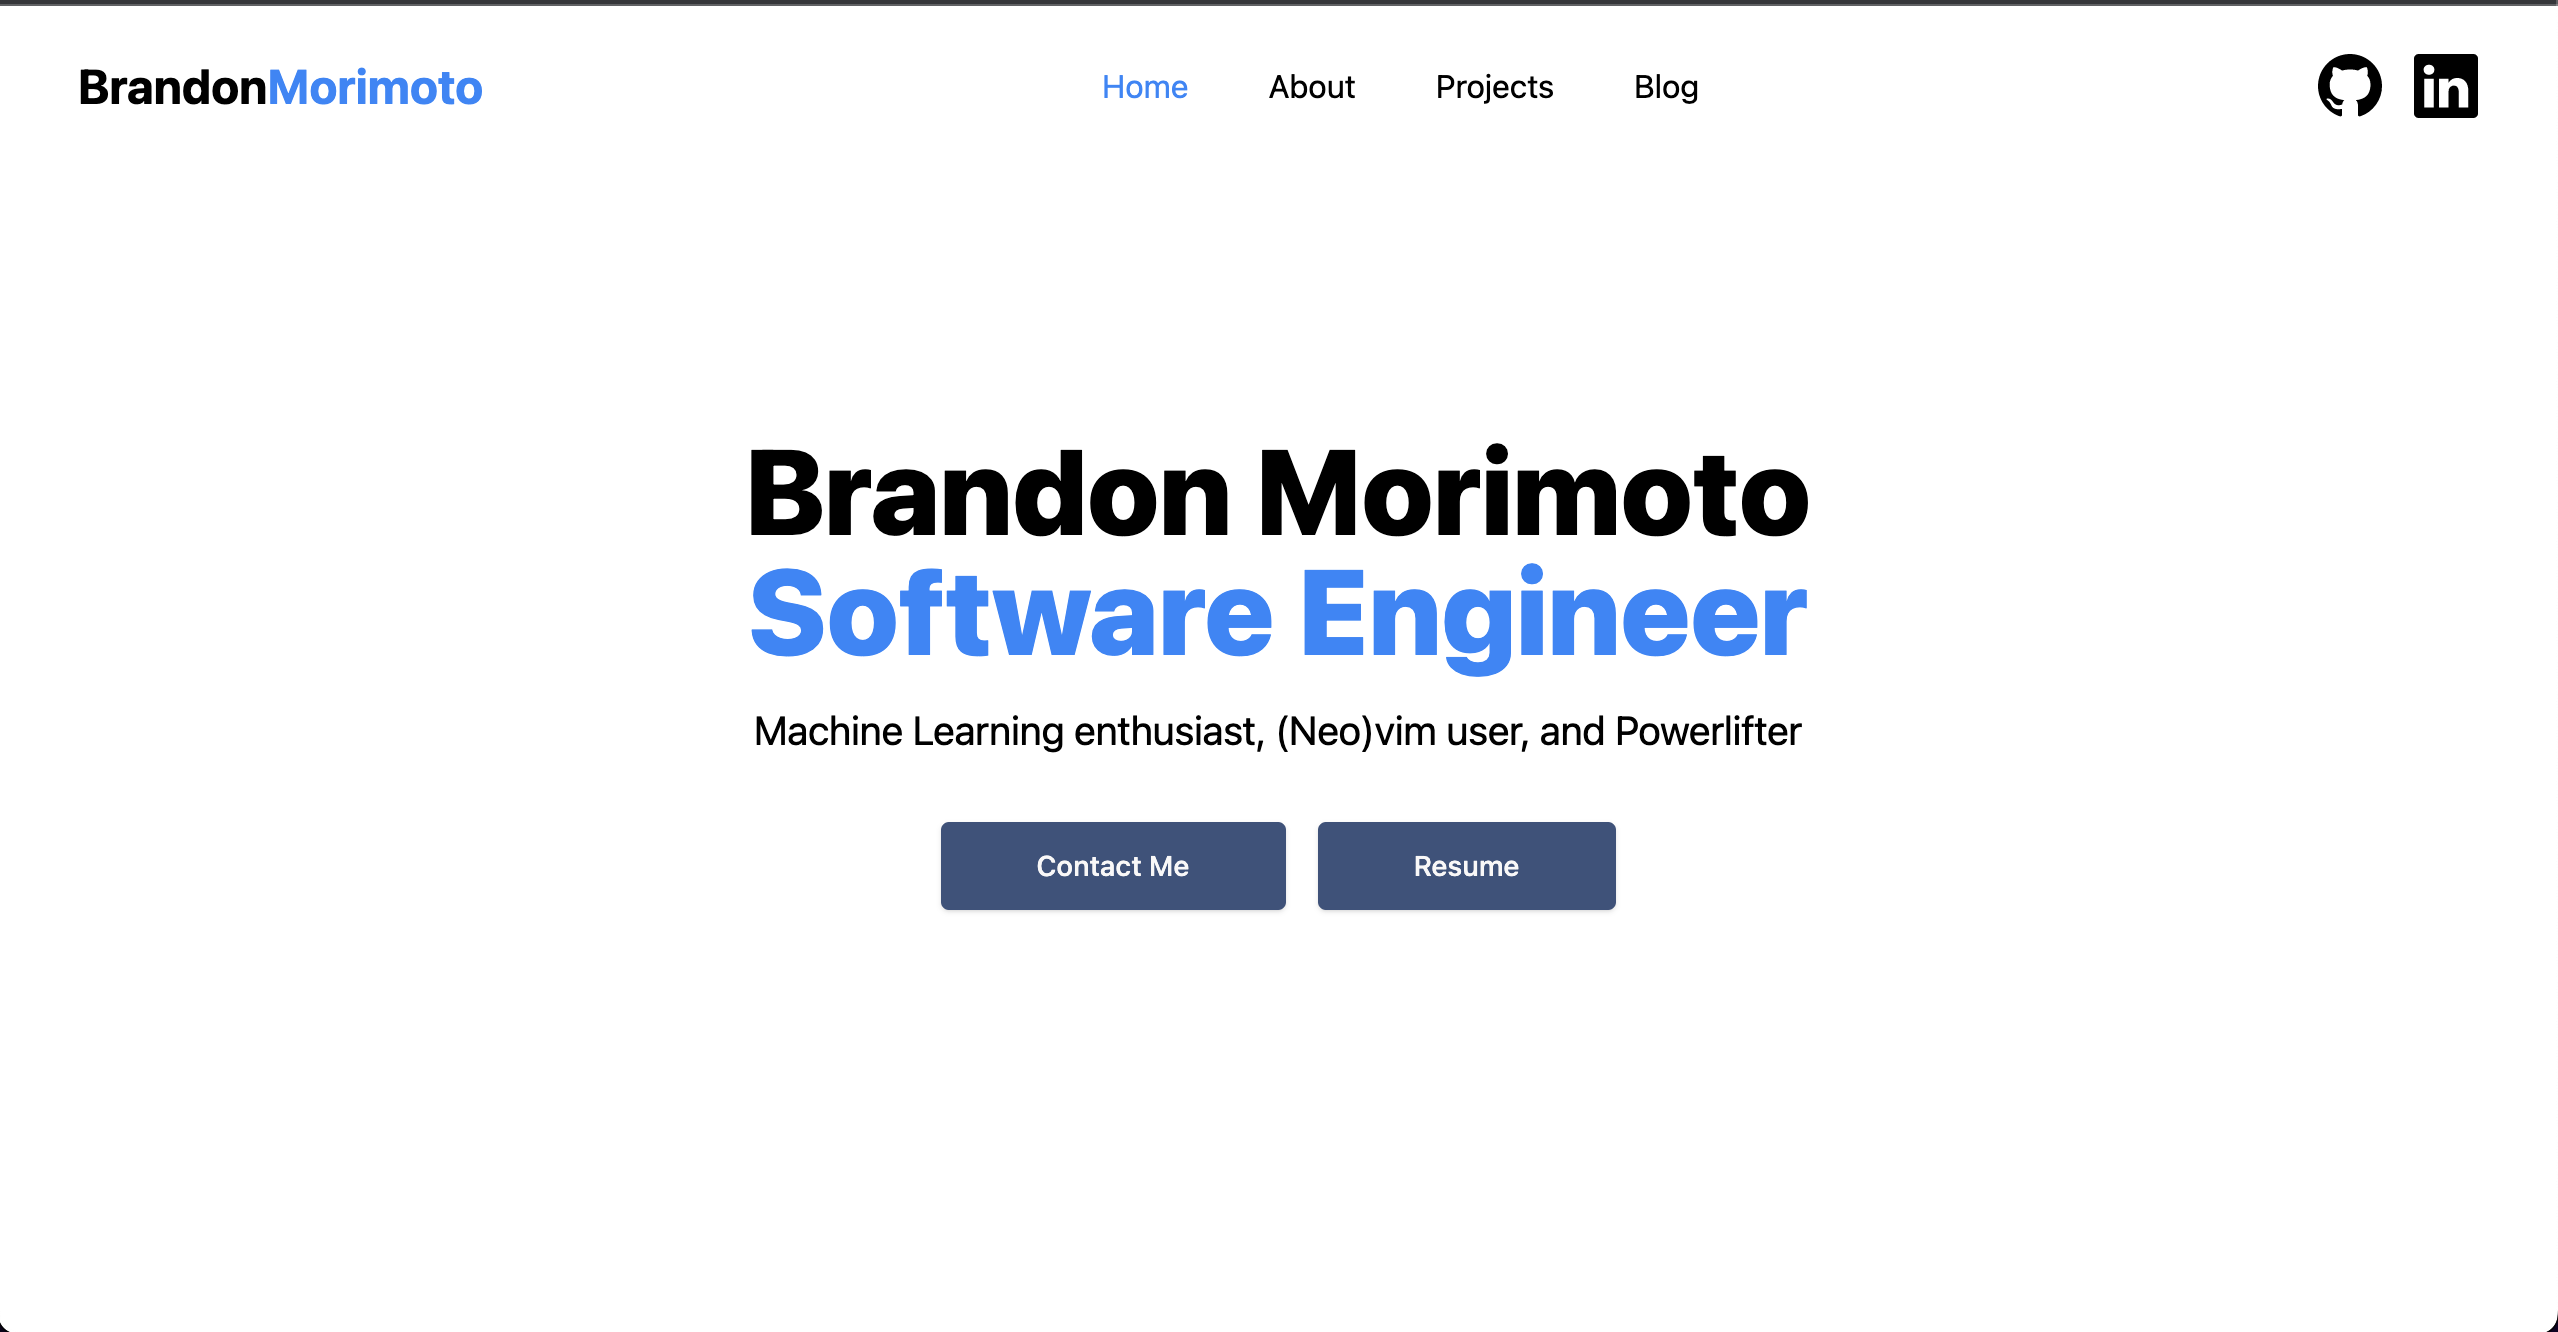 BrandonMorimoto
Home About Projects Blog
in
Brandon Morimoto
Software Engineer
Machine Learning enthusiast, (Neo)vim user, and Powerlifter
Contact Me Resume